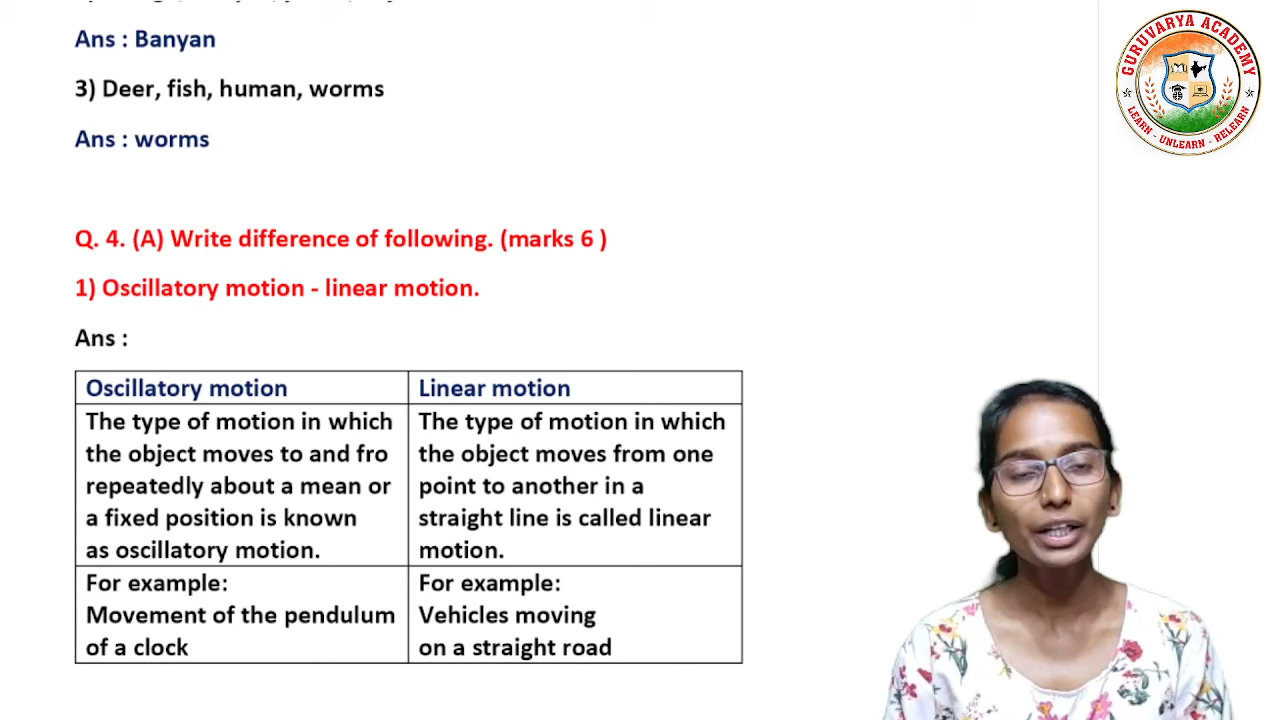 Ans : Banyan
3) Deer, fish, human, worms
Ans : worms
Q. 4. (A) Write difference of following. (marks 6 )
1) Oscillatory motion - linear motion.
Ans :
Oscillatory motion
The type of motion in which
the object moves to and fro
repeatedly about a mean or
a fixed position is known
as oscillatory motion.
For example:
Movement of the pendulum
of a clock
Linear motion
The type of motion in which
the object moves from one
point to another in a
straight line is called linear
motion.
For example:
Vehicles moving
on a straight road
GURUVARYA ACADEMY
LEARN - UNLEARN - RELEARN